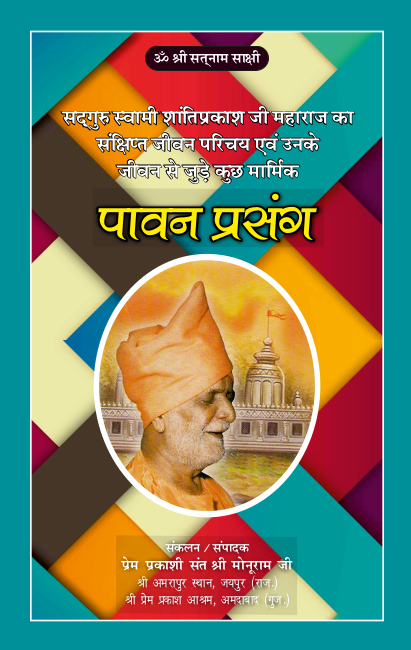 ॐ श्री सत्‌नाम साक्षी
सद्‌गुरु स्वामी शांतिप्रकाश जी महाराज का
संक्षिप्त जीवन परिचय एवं उनके
जीवन से जुड़े कुछ मार्मिक
पावन प्रसंग
संकलन / संपादक
प्रेम प्रकाशी संत श्री मोनूराम जी
श्री अमरापुर स्थान, जयपुर (राज.)
श्री प्रेम प्रकाश आश्रम, अमदाबाद (गुज.)